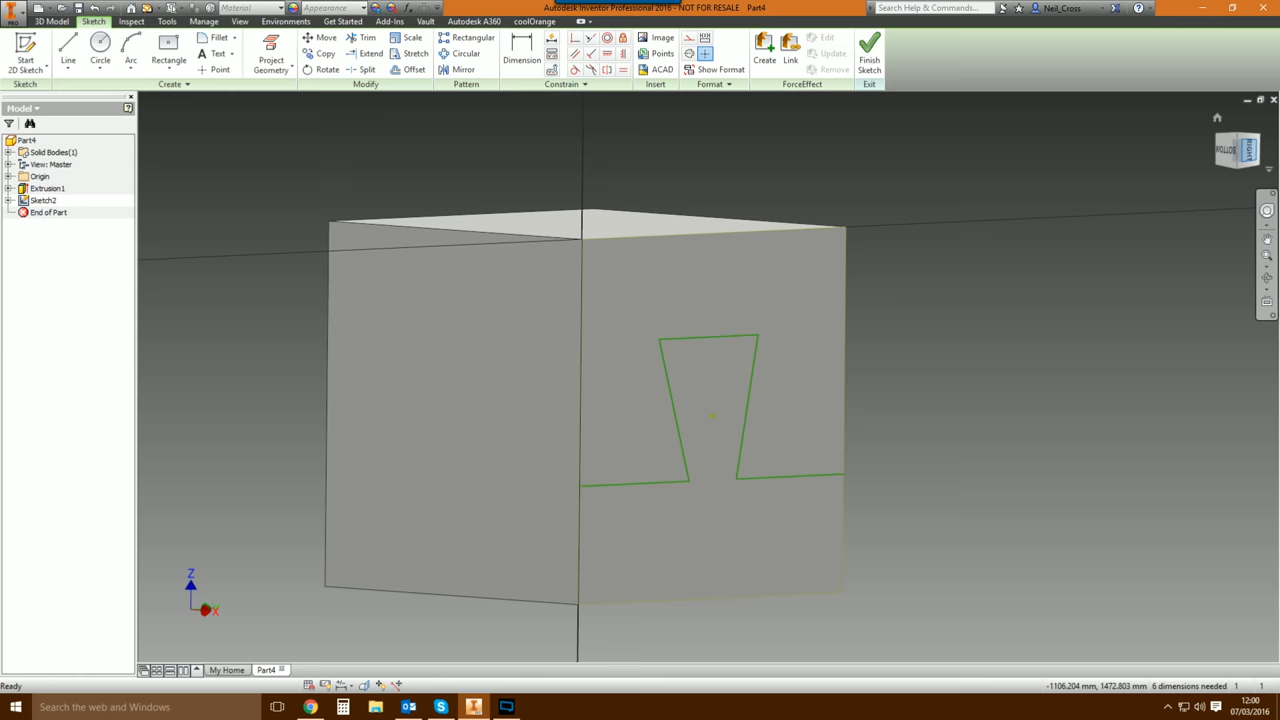 Material
Appearance
Autodesk Inventor Professional 2016 - NOT FOR RESALE Part4
Search Help & Commands...
Neil_Cross
PRO
3D Model
Sketch
Inspect
Tools
Manage
View
Environments
Get Started
Add-Ins
Vault
Autodesk A360
coolOrange
Start
2D Sketch
Line
Circle
Arc
Rectangle
Fillet
Text
Point
Project
Geometry
Move
Copy
Rotate
Trim
Extend
Split
Scale
Stretch
Offset
Rectangular
Circular
Mirror
Dimension
Image
Points
ACAD
Show Format
Create
Link
Edit
Update
Remove
Finish
Sketch
Sketch
Create
Modify
Pattern
Constrain
Insert
Format
ForceEffect
Exit
Model
Part4
Solid Bodies(1)
View: Master
Origin
Extrusion1
Sketch2
End of Part
BOTTOM
RIGHT
Z
X
My Home
Part4
Ready
-1106.204 mm, 1472.803 mm
6 dimensions needed
1
1
Search the web and Windows
12:00
07/03/2016